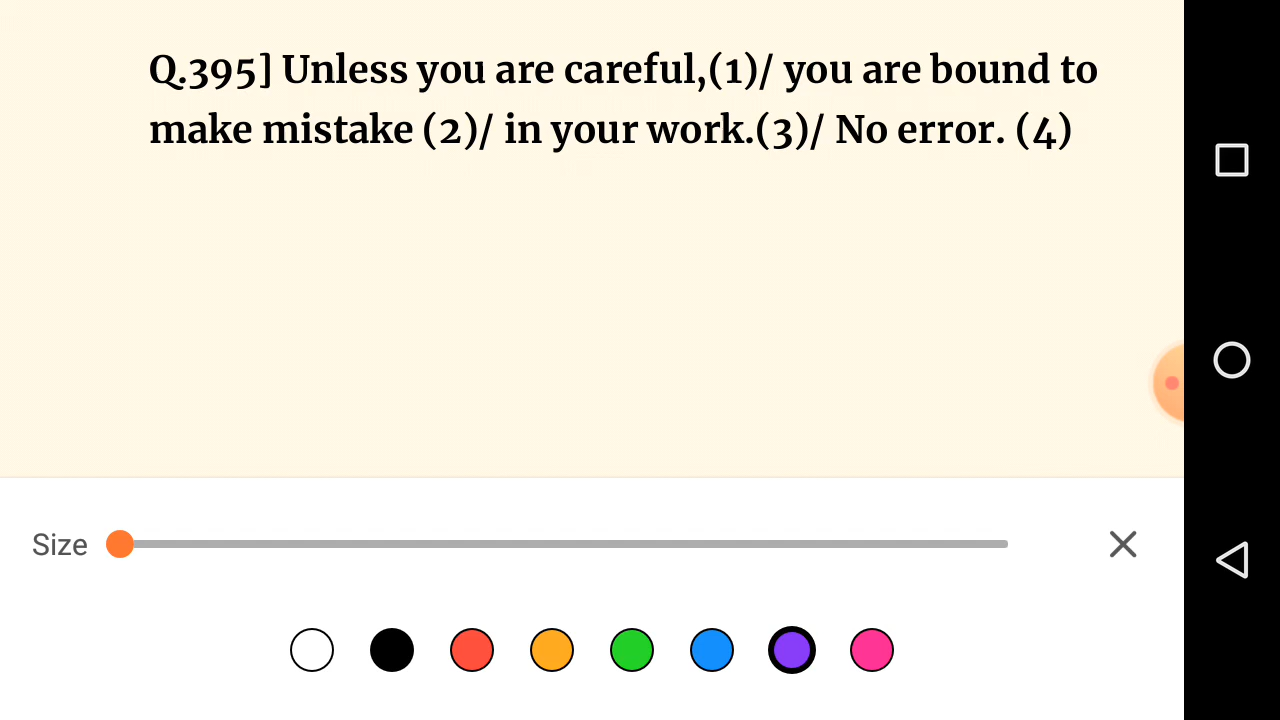 Q.395] Unless you are careful,(1)/ you are bound to
make mistake (2)/ in your work.(3)/ No error. (4)
Size